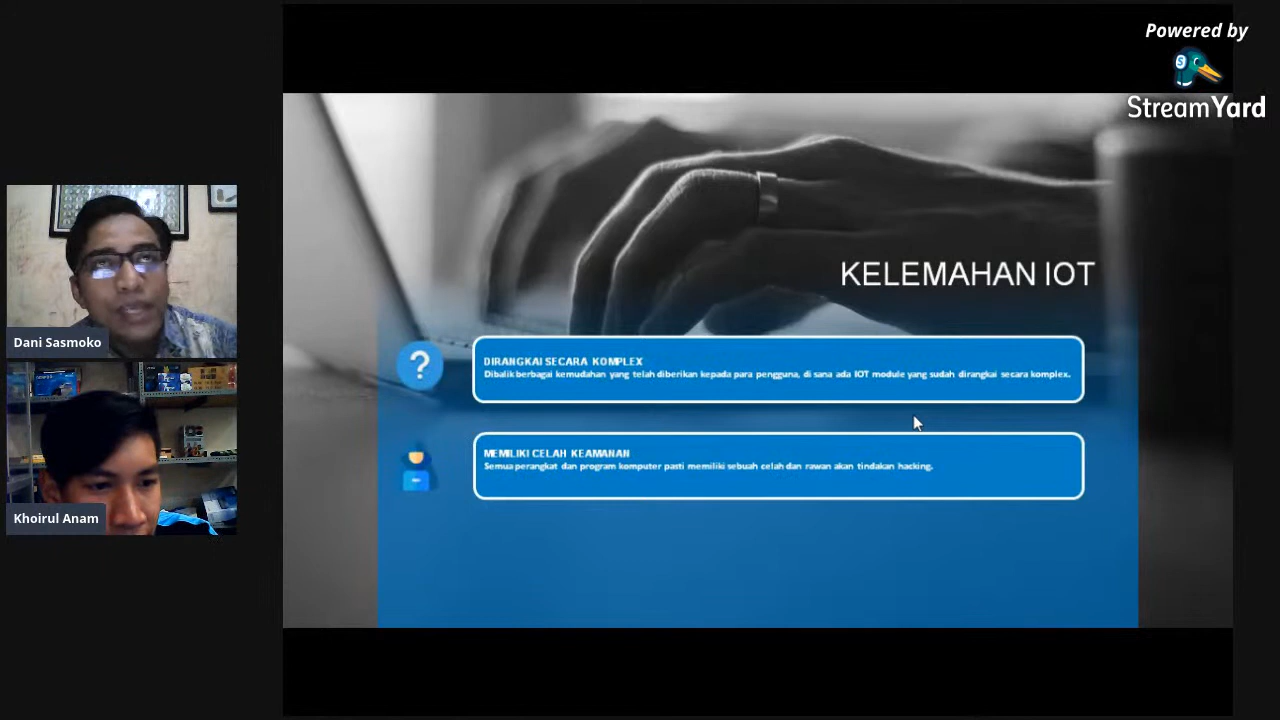 Powered by
StreamYard
KELEMAHAN IOT
DIRANGKAI SECARA KOMPLEX
Dibalik berbagai kemudahan yang telah diberikan kepada para pengguna, di sana ada IOT module yang sudah dirangkai secara komplex.
MEMILIKI CELAH KEAMANAN
Semua perangkat dan program komputer pasti memiliki sebuah celah dan rawan akan tindakan hacking.
Dani Sasmoko
Khoirul Anam